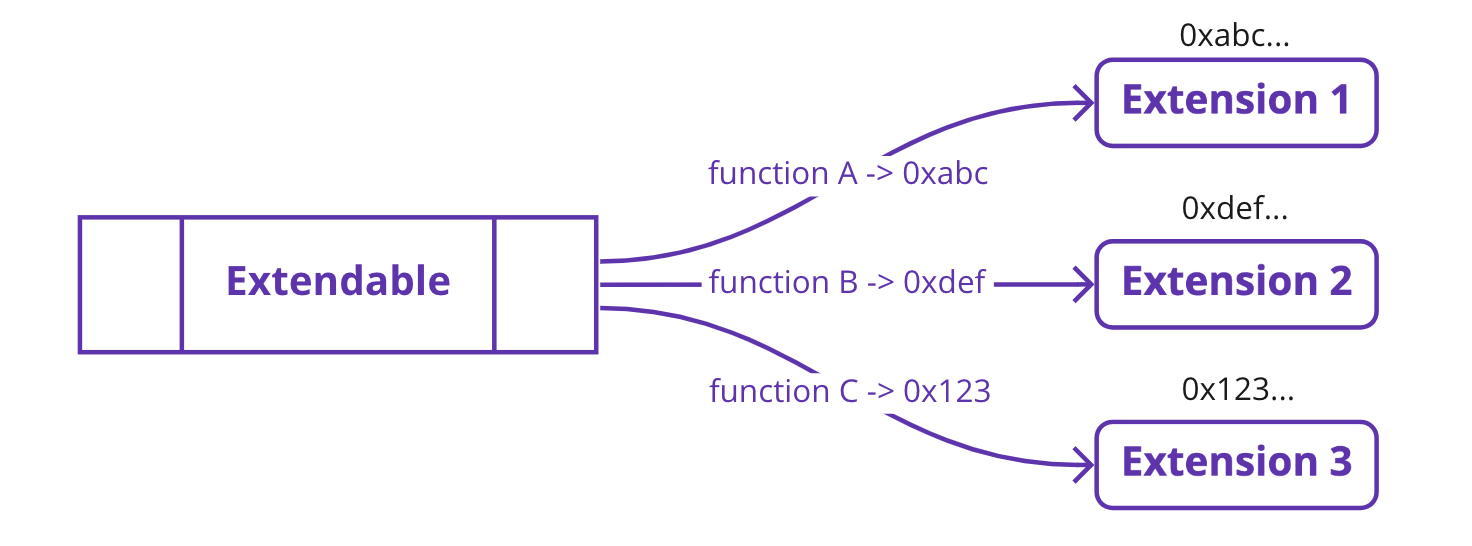 0xabc...
Extension 1
function A -> 0xabc
0xdef...
Extendable
function B -> 0xdef
Extension 2
0x123...
function C -> 0x123
Extension 3